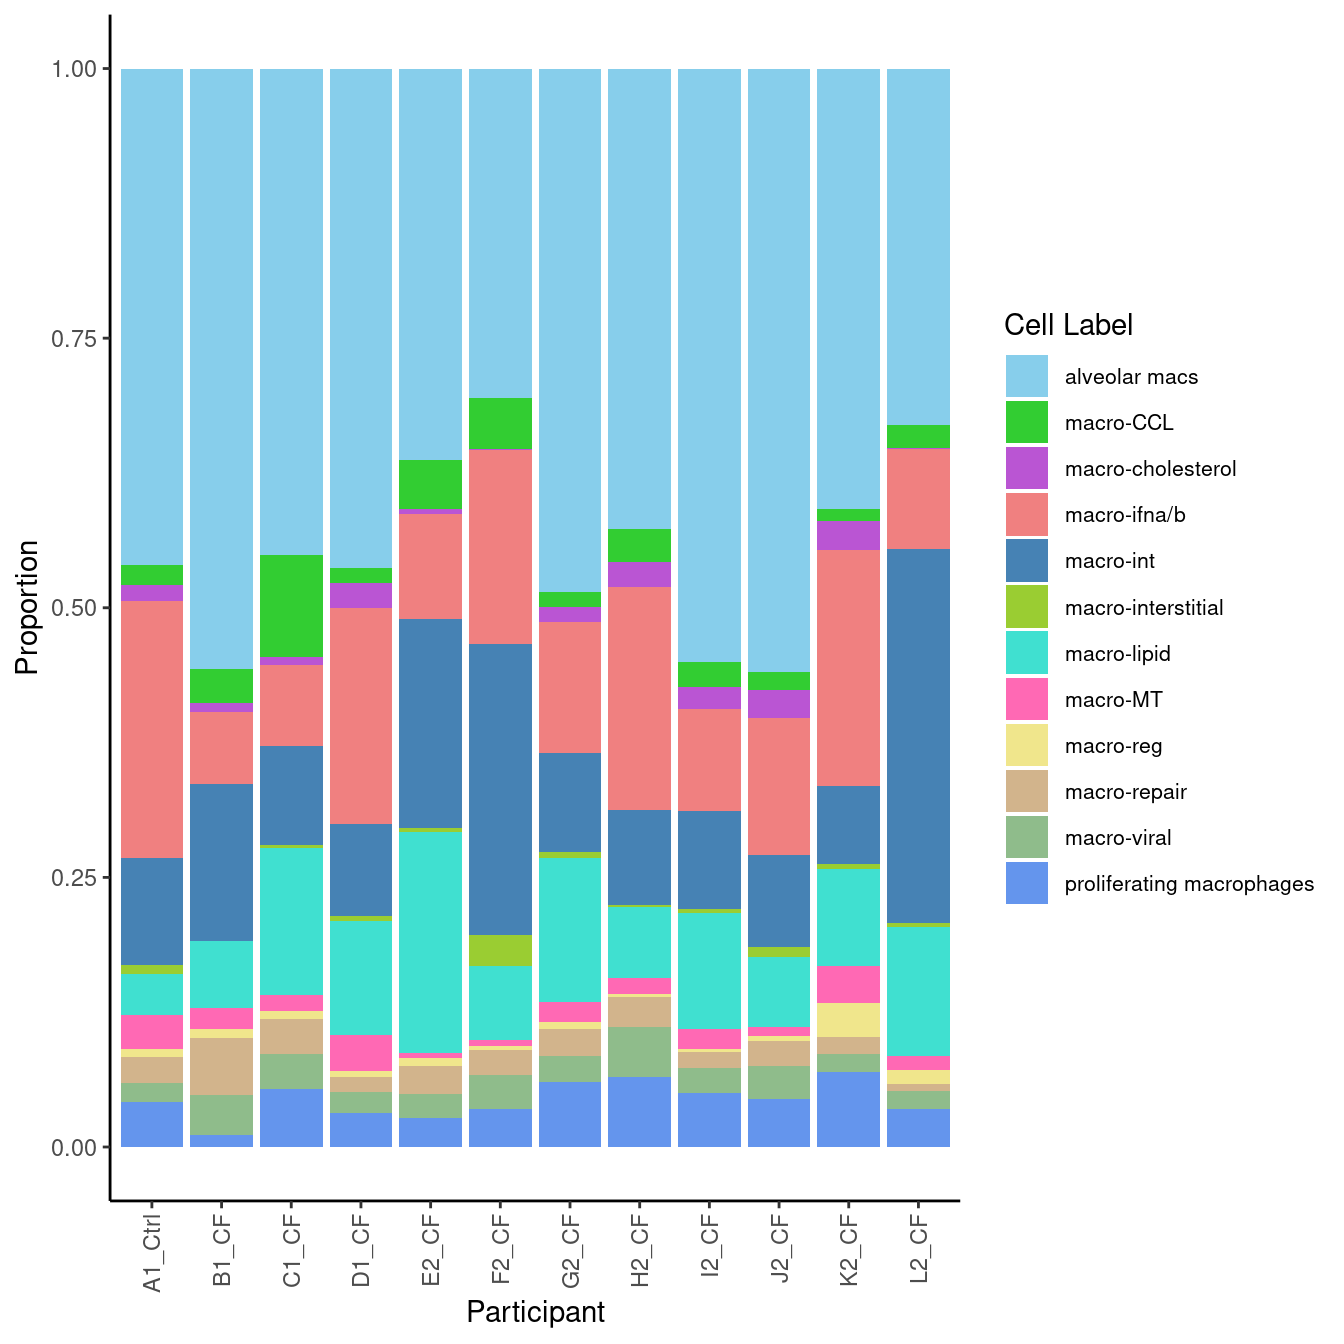 1.00
0.75
0.50
0.25
0.00
Proportion
A1_Ctrl
B1_CF
C1_CF
D1_CF
E2_CF
F2_CF
G2_CF
H2_CF
I2_CF
J2_CF
K2_CF
L2_CF
Participant
Cell Label
alveolar macs
macro-CCL
macro-cholesterol
macro-ifna/b
macro-int
macro-interstitial
macro-lipid
macro-MT
macro-reg
macro-repair
macro-viral
proliferating macrophages